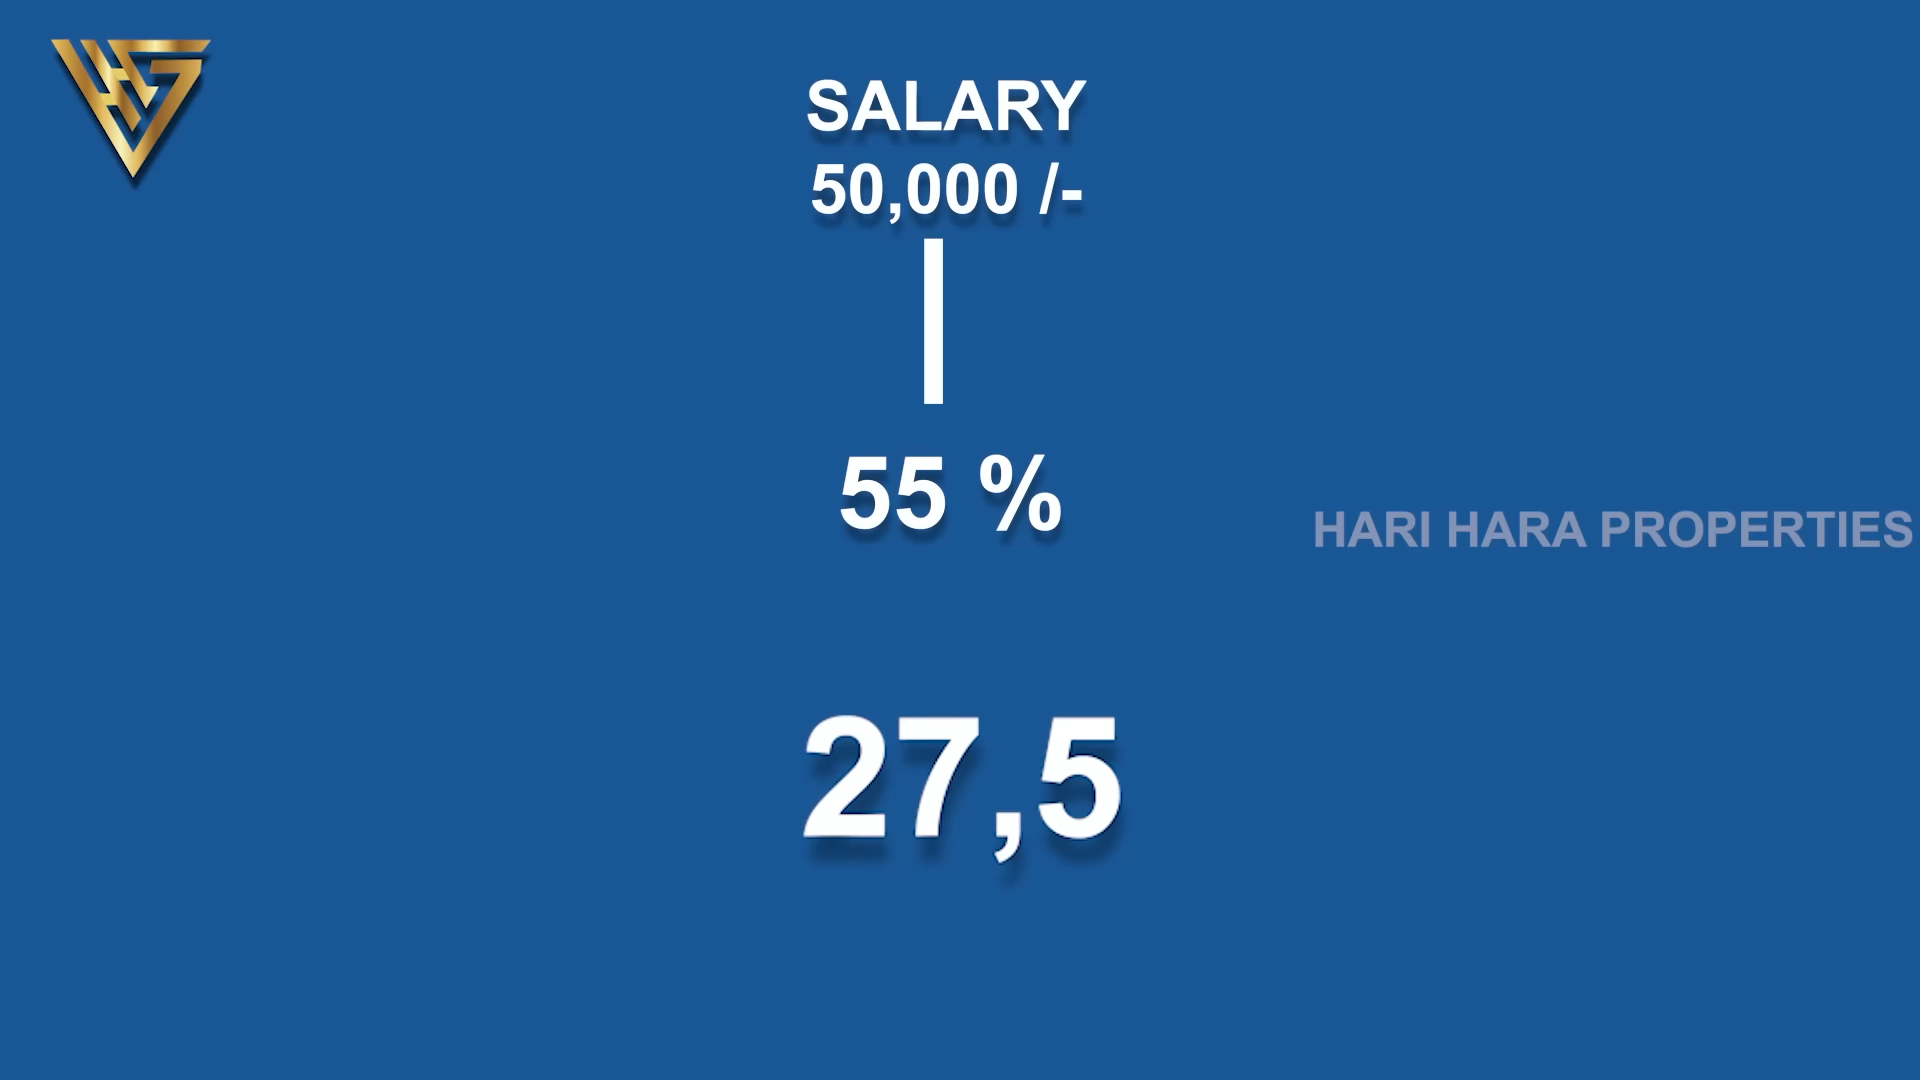 SALARY
50,000 /-
55 %
HARI HARA PROPERTIES
27,5